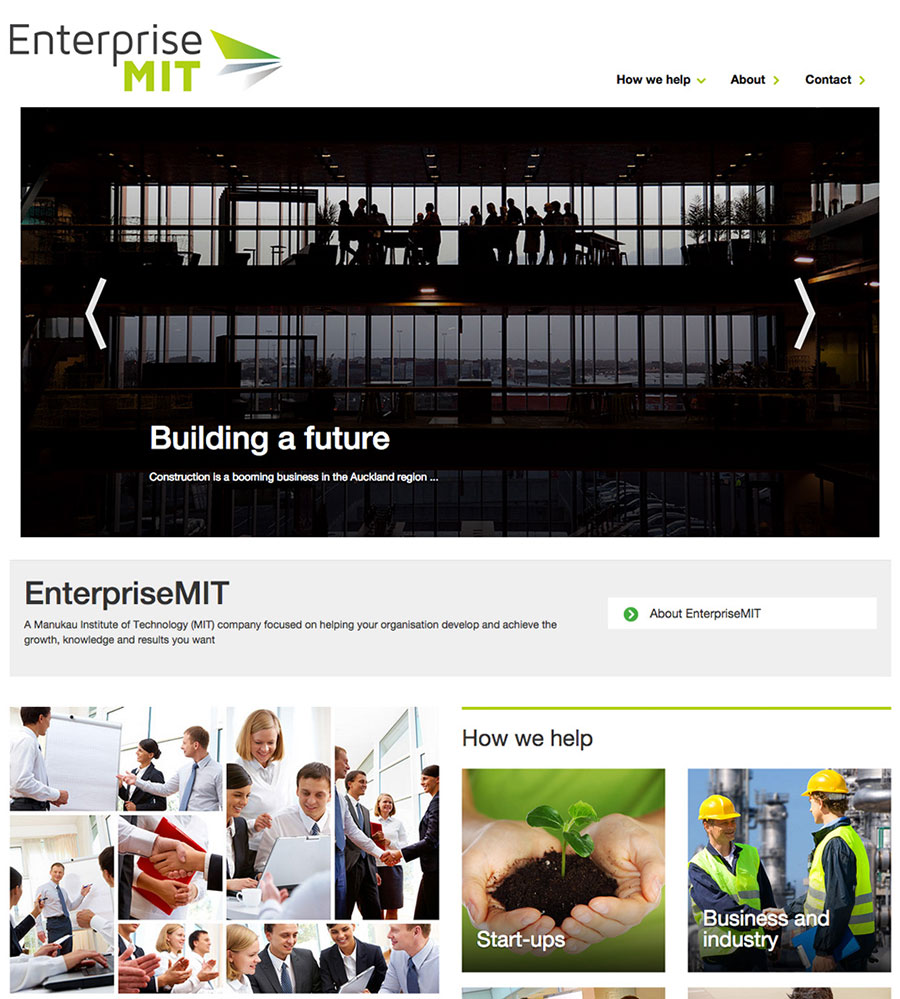 Enterprise
MIT
How we help
About
Contact
Building a future
Construction is a booming business in the Auckland region ...
EnterpriseMIT
A Manukau Institute of Technology (MIT) company focused on helping your organisation develop and achieve the
growth, knowledge and results you want
About EnterpriseMIT
How we help
Start-ups
Business and
industry